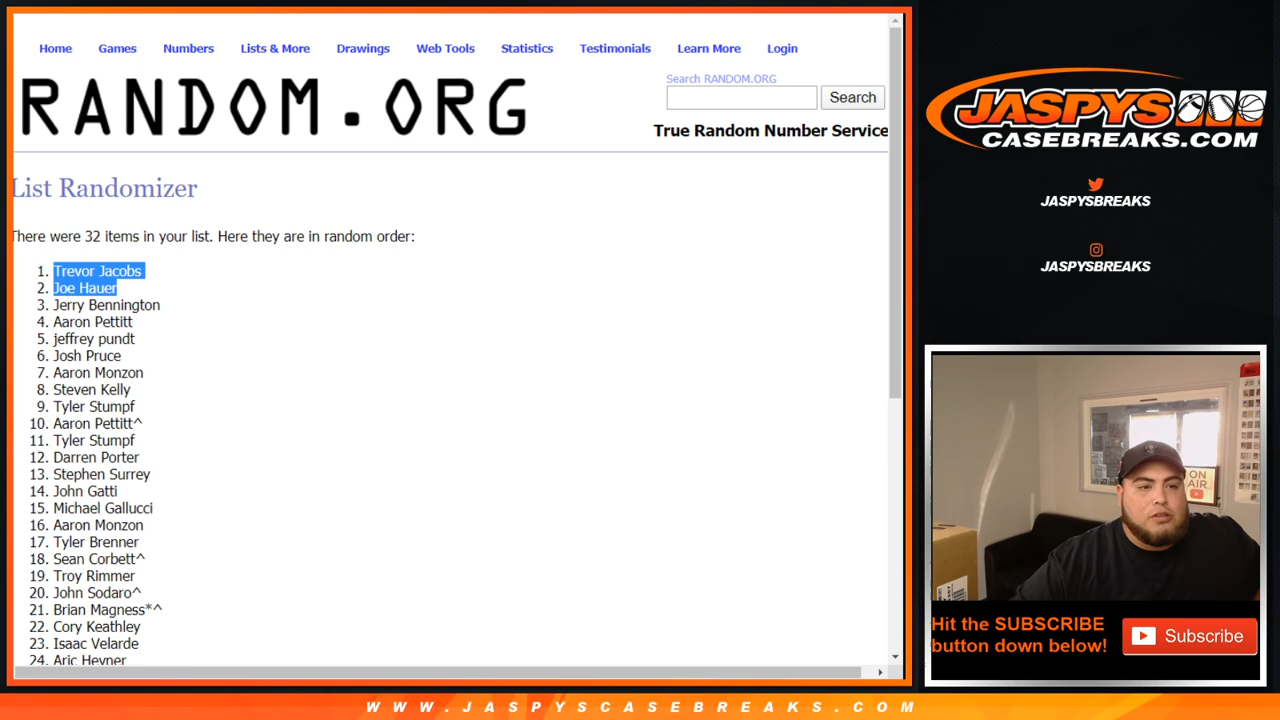 Home Games Numbers Lists & More Drawings Web Tools Statistics Testimonials Learn More Login
RANDOM.ORG
Search RANDOM.ORG
Search
True Random Number Service
List Randomizer
There were 32 items in your list. Here they are in random order:
1. Trevor Jacobs
2. Joe Hauer
3. Jerry Bennington
4. Aaron Pettitt
5. jeffrey pundt
6. Josh Pruce
7. Aaron Monzon
8. Steven Kelly
9. Tyler Stumpf
10. Aaron Pettitt^
11. Tyler Stumpf
12. Darren Porter
13. Stephen Surrey
14. John Gatti
15. Michael Gallucci
16. Aaron Monzon
17. Tyler Brenner
18. Sean Corbett^
19. Troy Rimmer
20. John Sodaro^
21. Brian Magness*^
22. Cory Keathley
23. Isaac Velarde
24. Aric Heyner
JASPYS
CASEBREAKS.COM
JASPYSBREAKS
JASPYSBREAKS
ON
AIR
Hit the SUBSCRIBE
button down below!
Subscribe
WWW.JASPYSCASEBREAKS.COM